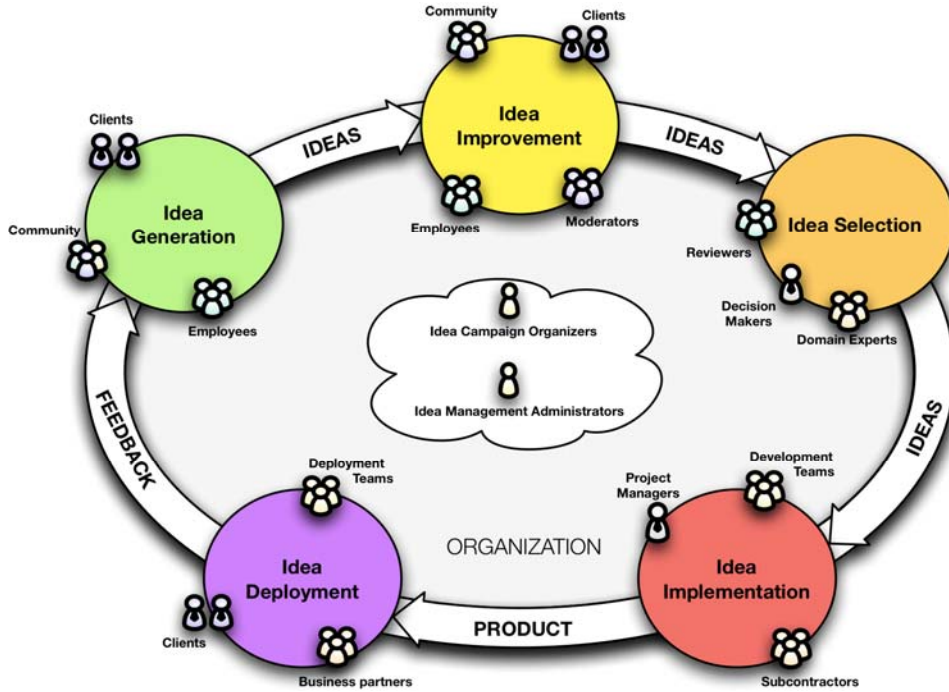 Community
Clients
Idea
Improvement
Employees
Moderators
IDEAS
IDEAS
Clients
Community
Idea
Generation
Employees
Idea Selection
Reviewers
Decision
Makers
Domain Experts
Idea Campaign Organizers
Idea Management Administrators
FEEDBACK
IDEAS
Deployment
Teams
Idea
Deployment
Clients
Business partners
ORGANIZATION
PRODUCT
Project
Managers
Development
Teams
Idea
Implementation
Subcontractors